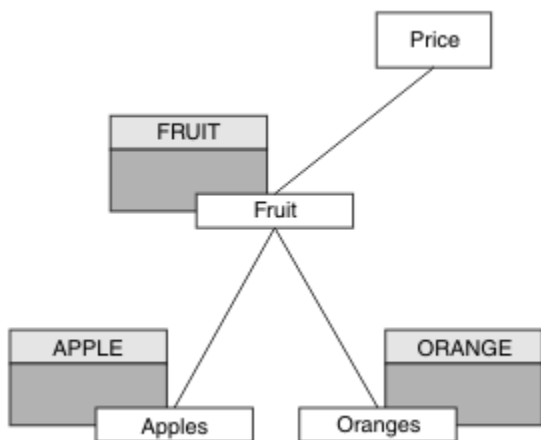 Price
FRUIT
Fruit
APPLE
ORANGE
Apples
Oranges